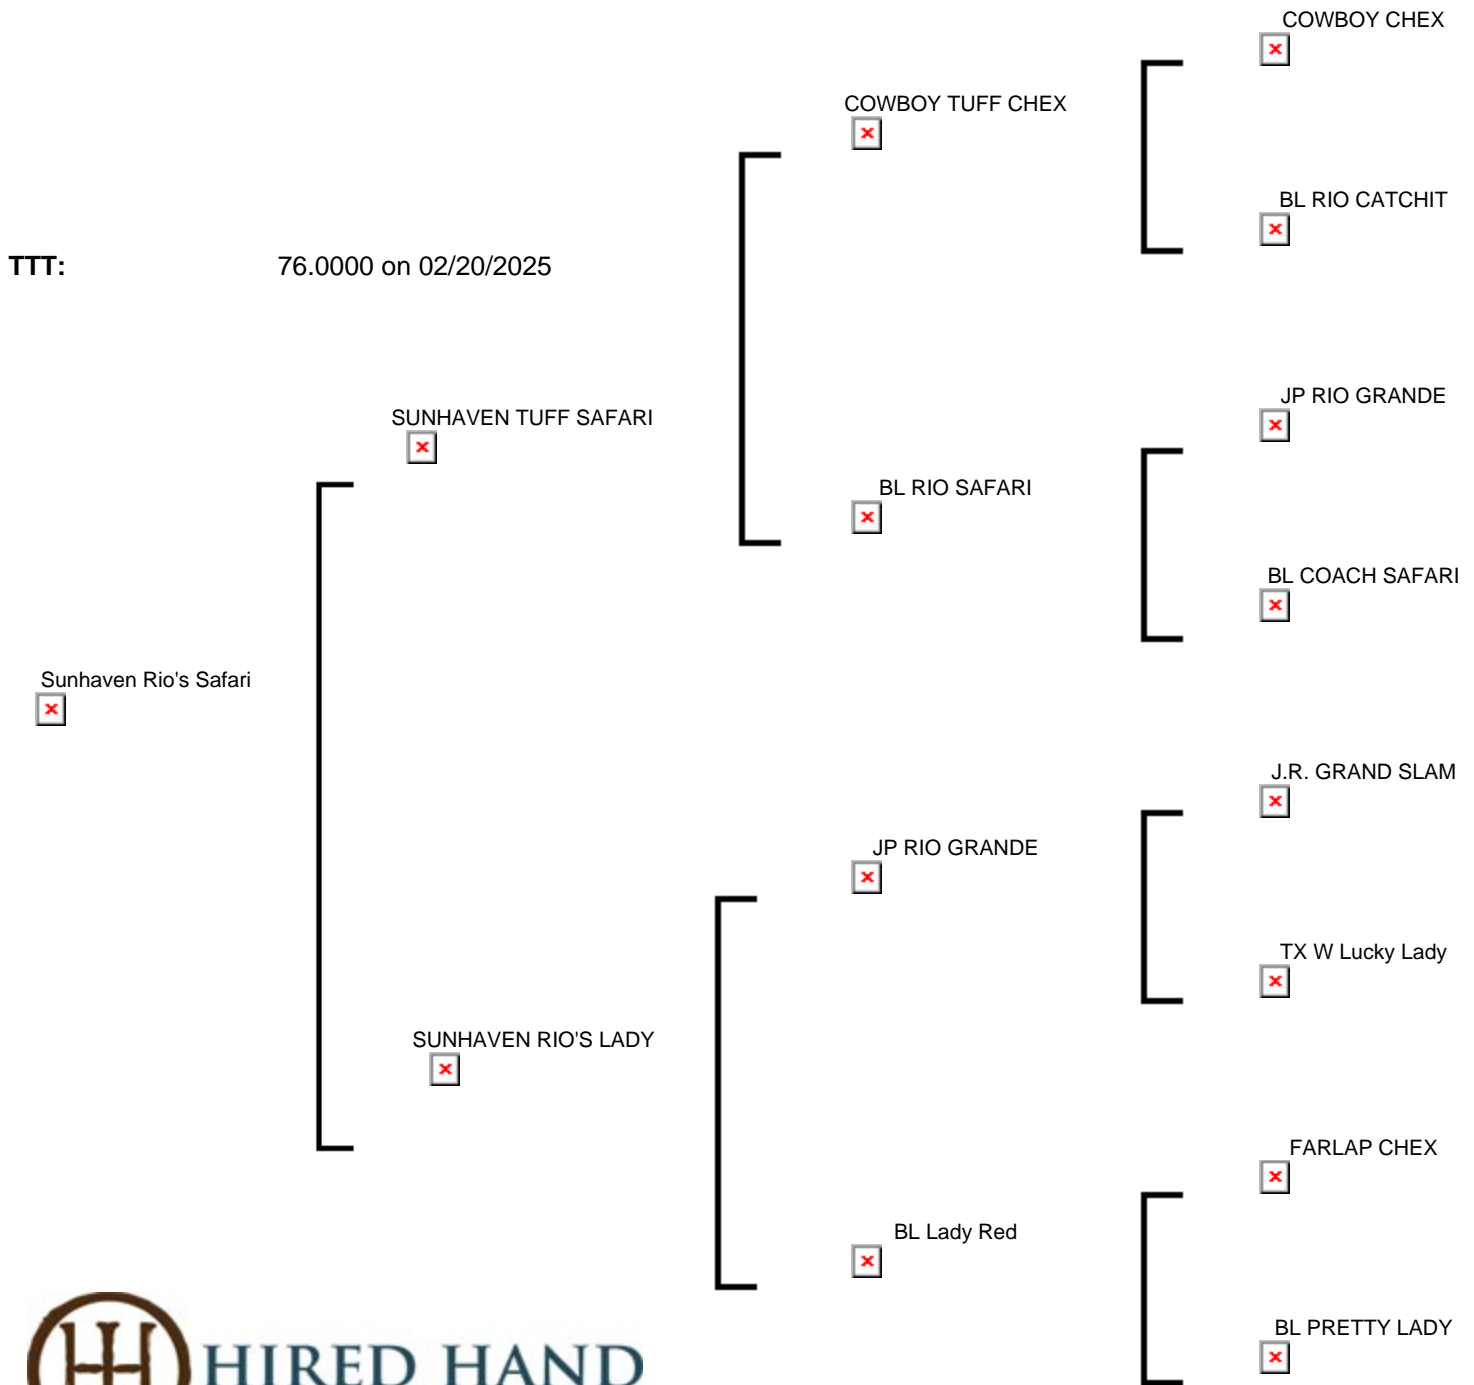 COWBOY CHEX
COWBOY TUFF CHEX
BL RIO CATCHIT
TTT: 76.0000 on 02/20/2025
JP RIO GRANDE
SUNHAVEN TUFF SAFARI
BL RIO SAFARI
BL COACH SAFARI
Sunhaven Rio's Safari
J.R. GRAND SLAM
JP RIO GRANDE
TX W Lucky Lady
SUNHAVEN RIO'S LADY
FARLAP CHEX
BL Lady Red
BL PRETTY LADY
HIRED HAND